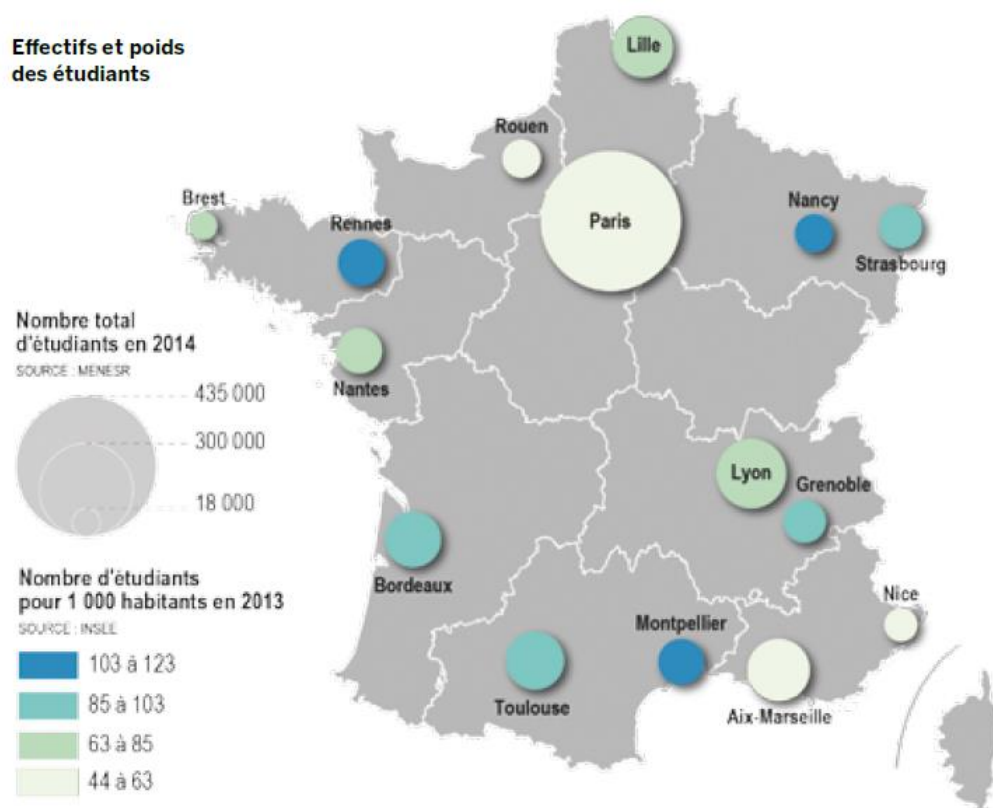 Effectifs et poids
des étudiants
Lille
Rouen
Paris
Brest
Rennes
Nancy
Strasbourg
Nantes
Nombre total
d'étudiants en 2014
SOURCE : MENESR
435 000
300 000
18 000
Lyon
Grenoble
Bordeaux
Nombre d'étudiants
pour 1 000 habitants en 2013
SOURCE : INSEE
103 à 123
85 à 103
63 à 85
44 à 63
Nice
Montpellier
Toulouse
Aix-Marseille